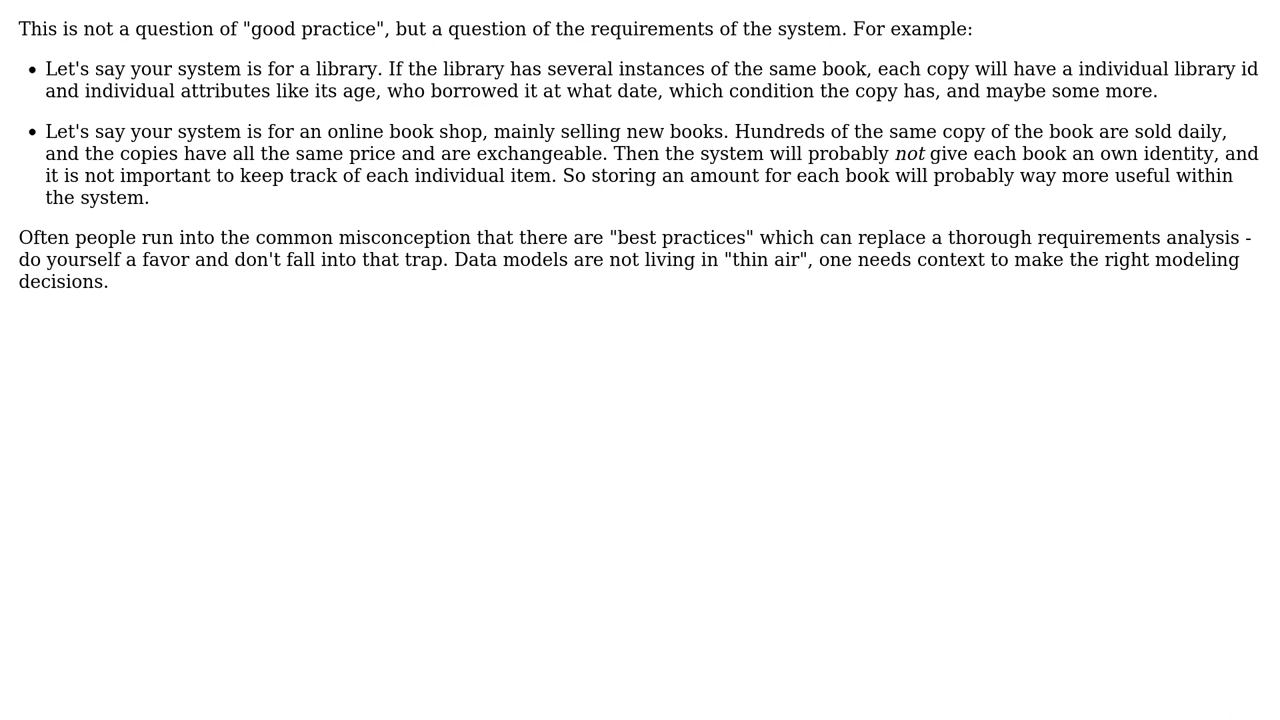 This is not a question of "good practice", but a question of the requirements of the system. For example:
• Let's say your system is for a library. If the library has several instances of the same book, each copy will have a individual library id
and individual attributes like its age, who borrowed it at what date, which condition the copy has, and maybe some more.
• Let's say your system is for an online book shop, mainly selling new books. Hundreds of the same copy of the book are sold daily,
and the copies have all the same price and are exchangeable. Then the system will probably not give each book an own identity, and
it is not important to keep track of each individual item. So storing an amount for each book will probably way more useful within
the system.
Often people run into the common misconception that there are "best practices" which can replace a thorough requirements analysis -
do yourself a favor and don't fall into that trap. Data models are not living in "thin air", one needs context to make the right modeling
decisions.